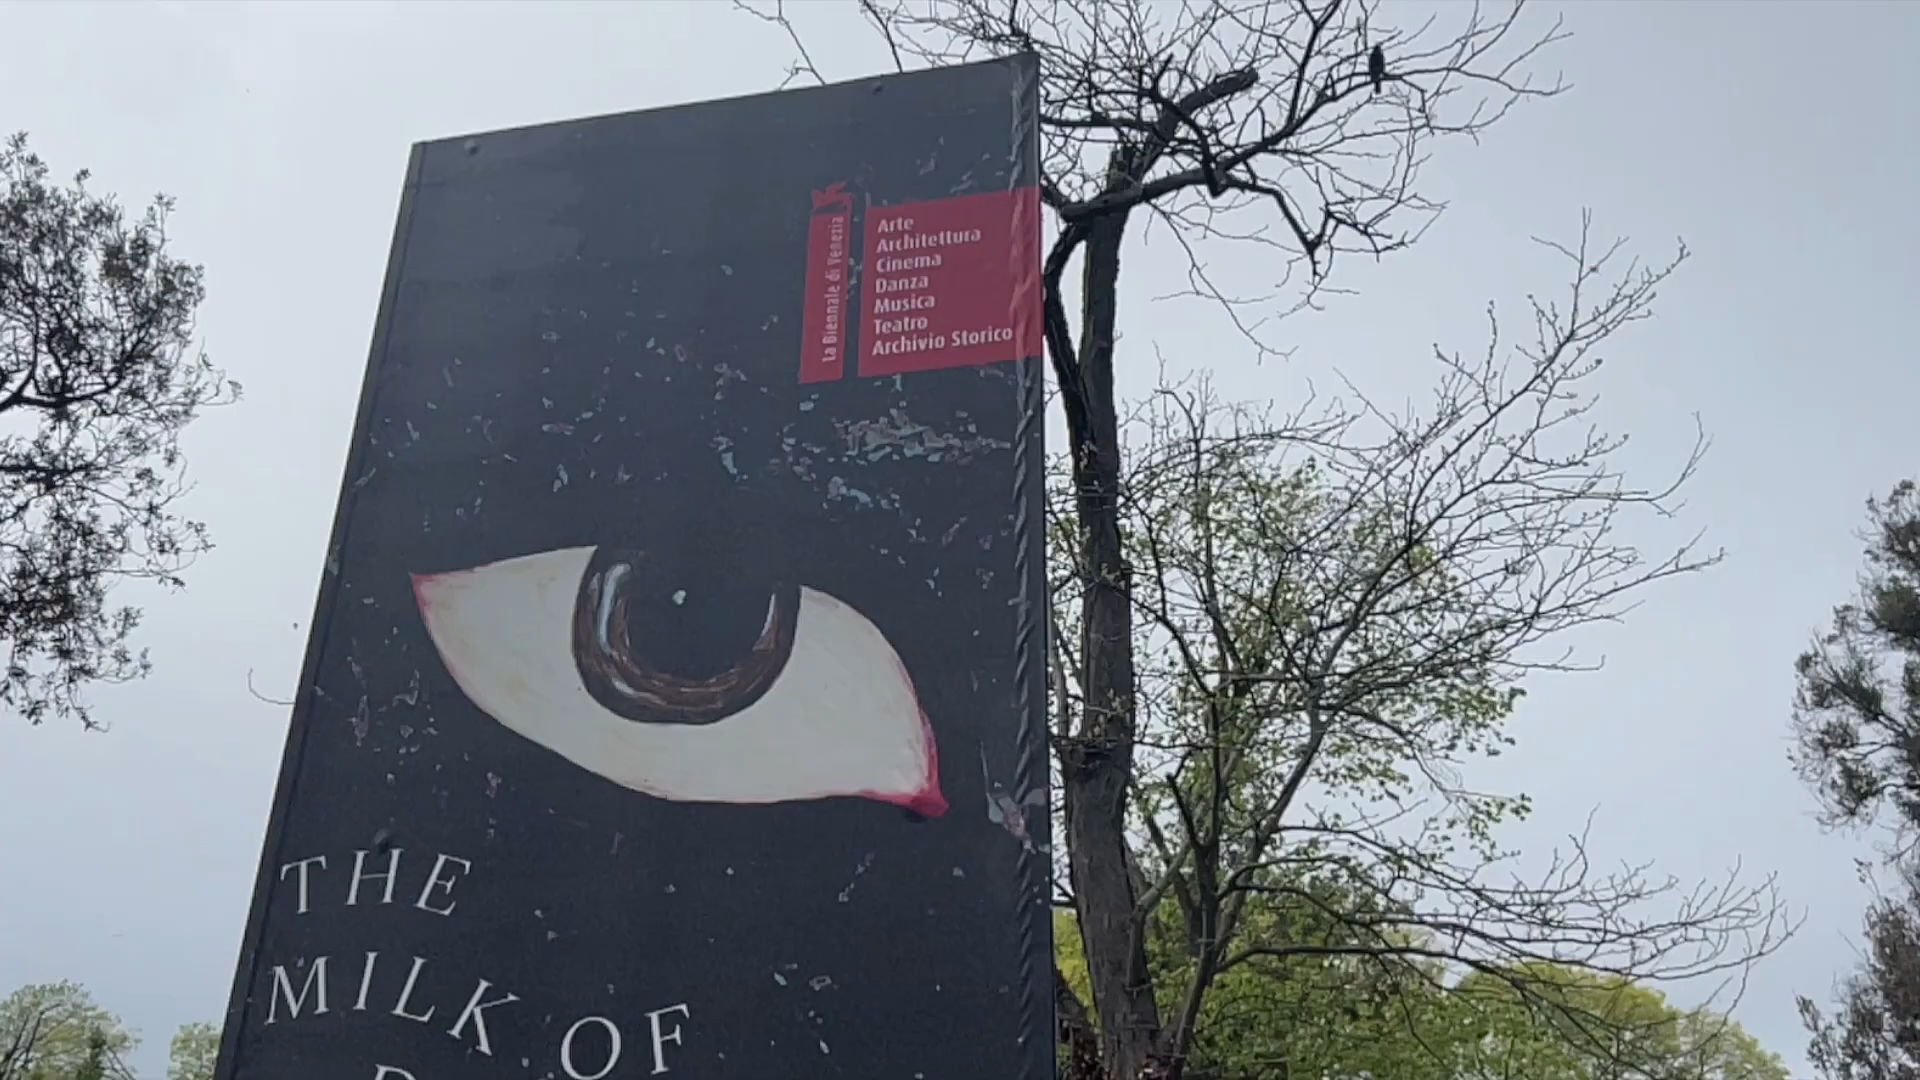 La Biennale di Venezia
Arte
Architettura
Cinema
Danza
Musica
Teatro
Archivio Storico
THE
MILK OF